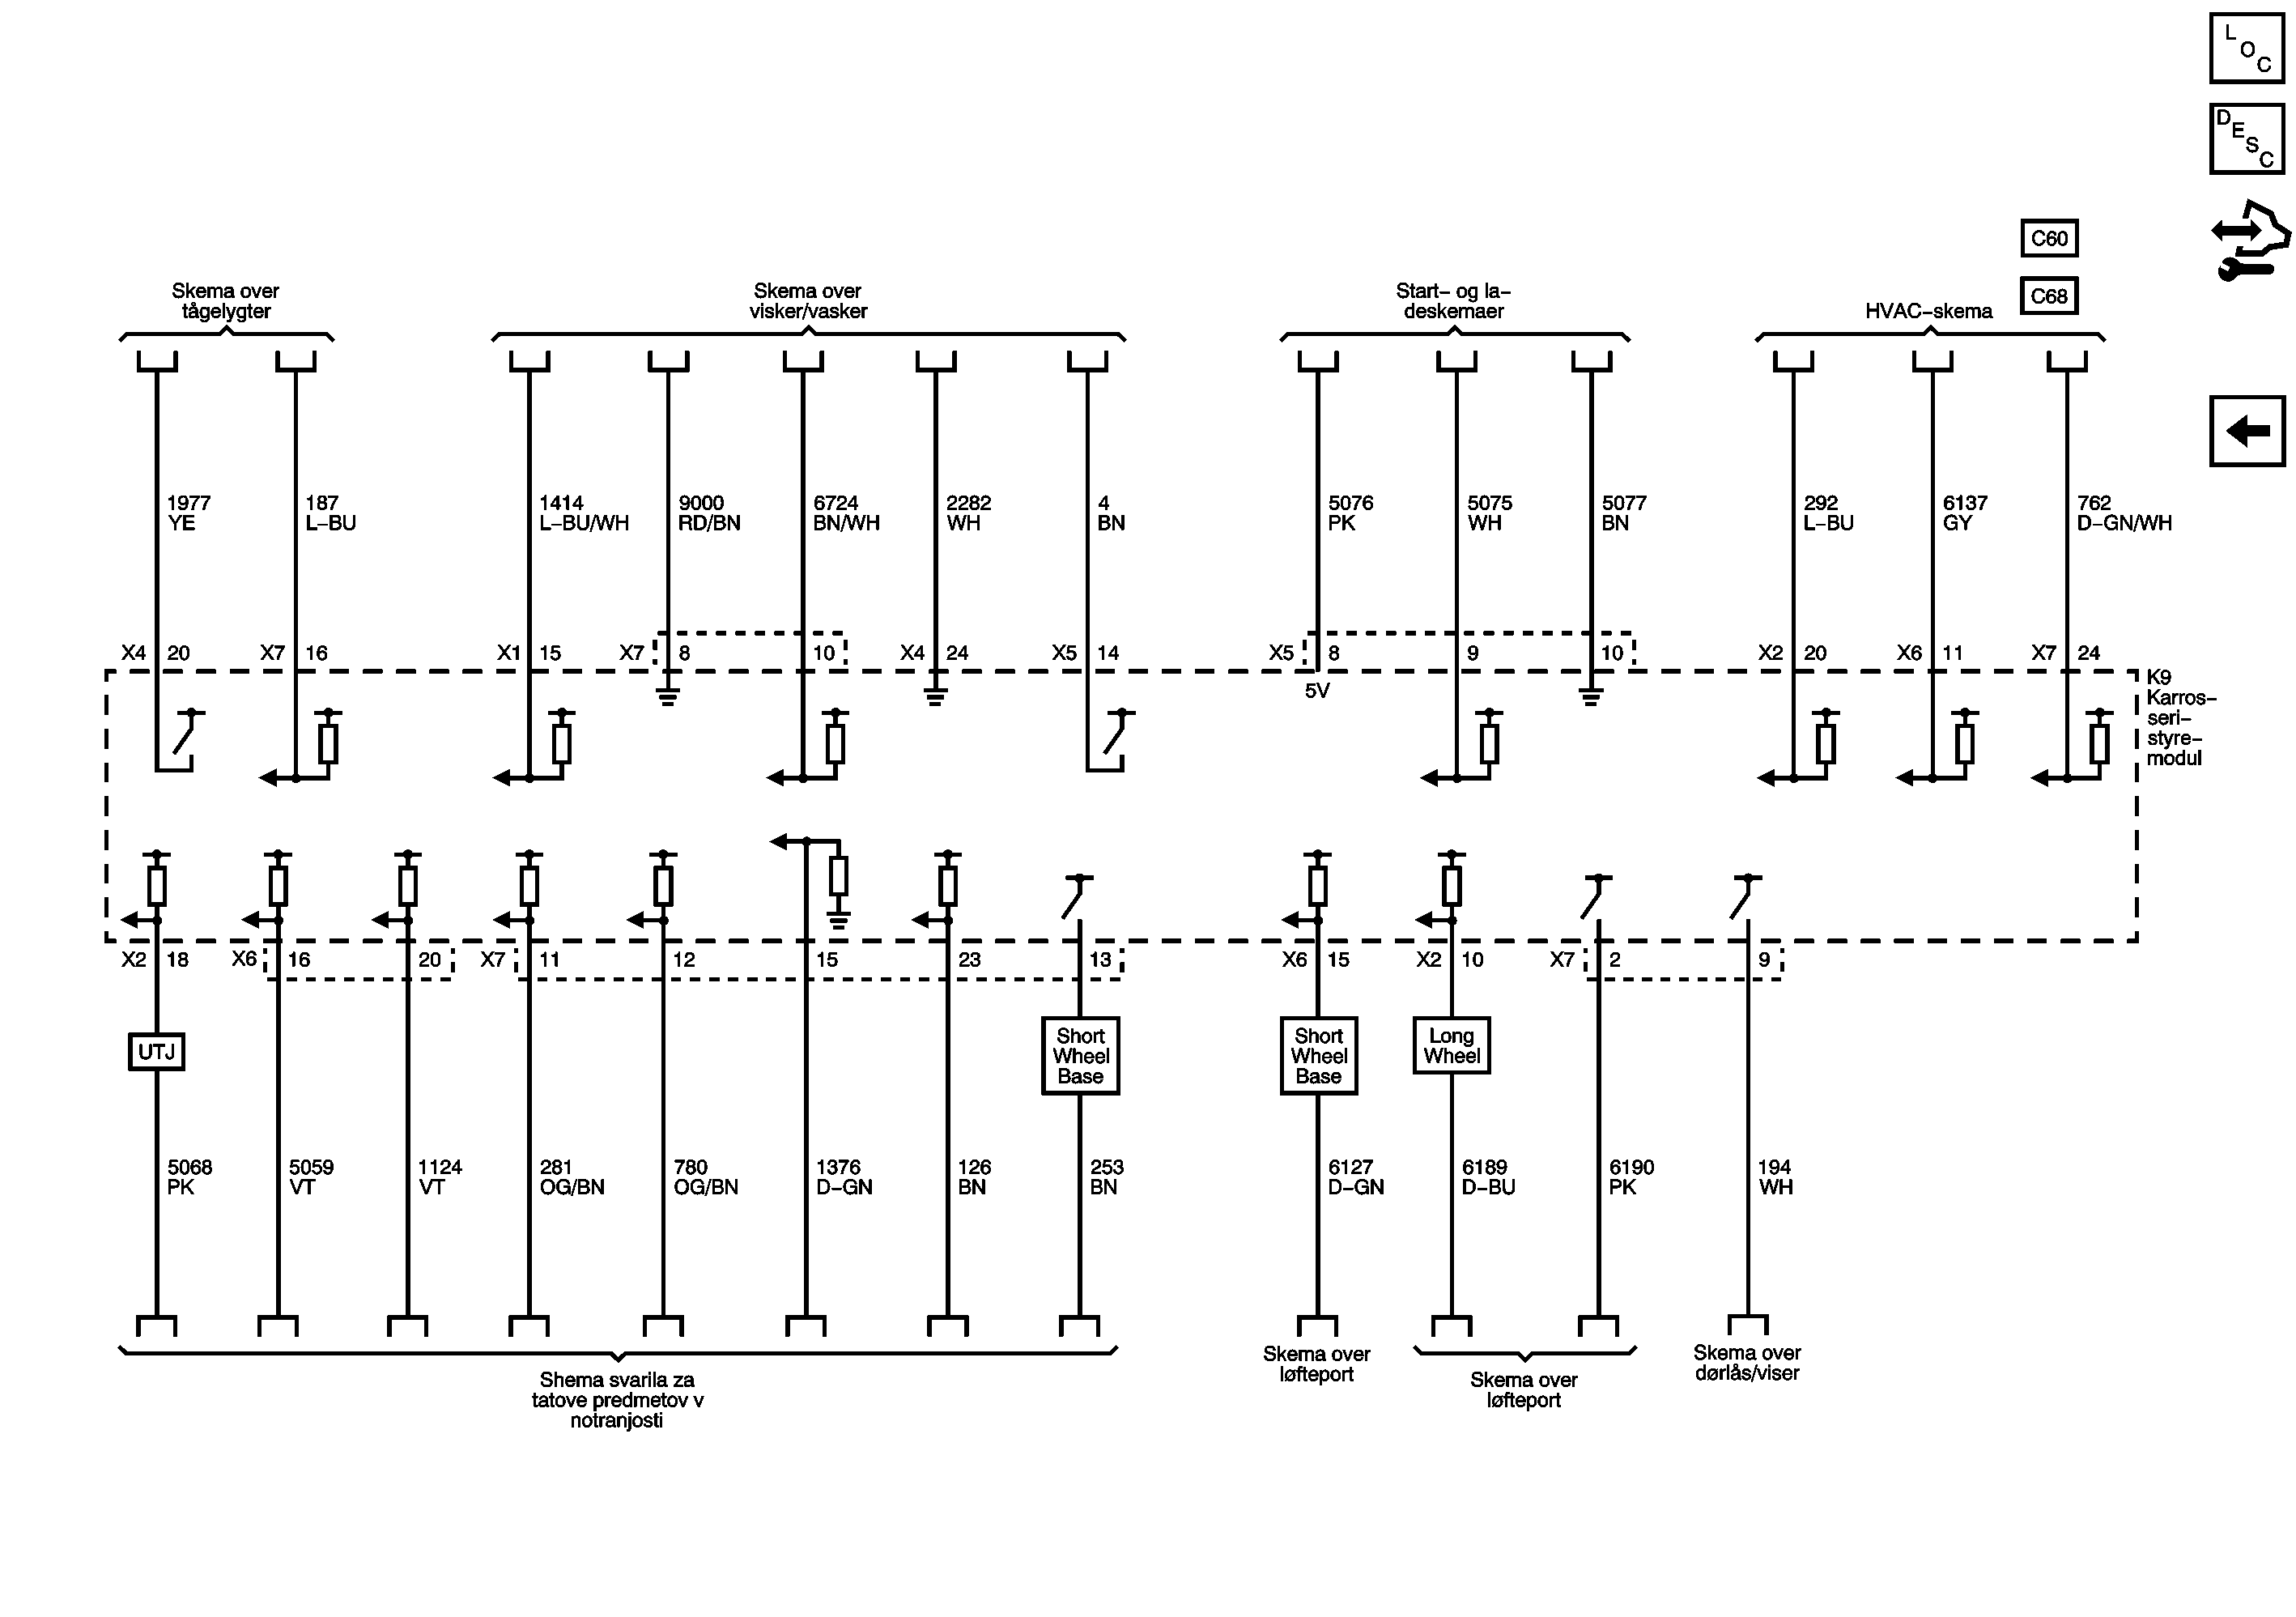 L
O
C
D
E
S
C
C60
C68
Skema over
tågelygter
Skema over
visker/vasker
Start– og la–
deskemaer
HVAC–skema
1977
YE
187
L–BU
1414
L–BU/WH
9000
RD/BN
6724
BN/WH
2282
WH
4
BN
5076
PK
5075
WH
5077
BN
292
L–BU
6137
GY
762
D–GN/WH
X4 20
X7 16
X1 15
X7 8
10
X4 24
X5 14
X5 8
9
10
X2 20
X6 11
X7 24
5V
K9
Karros–
seri–
styre–
modul
X2 18
X6 16
20
X7 11
12
15
23
13
X6 15
X2 10
X7 2
9
UTJ
Short
Wheel
Base
Short
Wheel
Base
Long
Wheel
5068
PK
5059
VT
1124
VT
281
OG/BN
780
OG/BN
1376
D–GN
126
BN
253
BN
6127
D–GN
6189
D–BU
6190
PK
194
WH
Shema svarila za
tatove predmetov v
notranjosti
Skema over
løfteport
Skema over
løfteport
Skema over
dørlås/viser